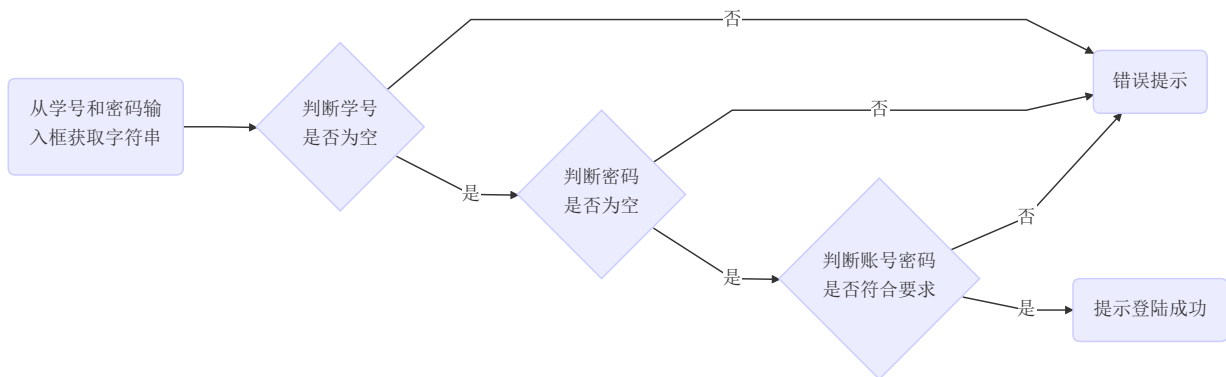 否
从学号和密码输
入框获取字符串
判断学号
是否为空
错误提示
否
是
判断密码
是否为空
否
是
判断账号密码
是否符合要求
是
提示登陆成功